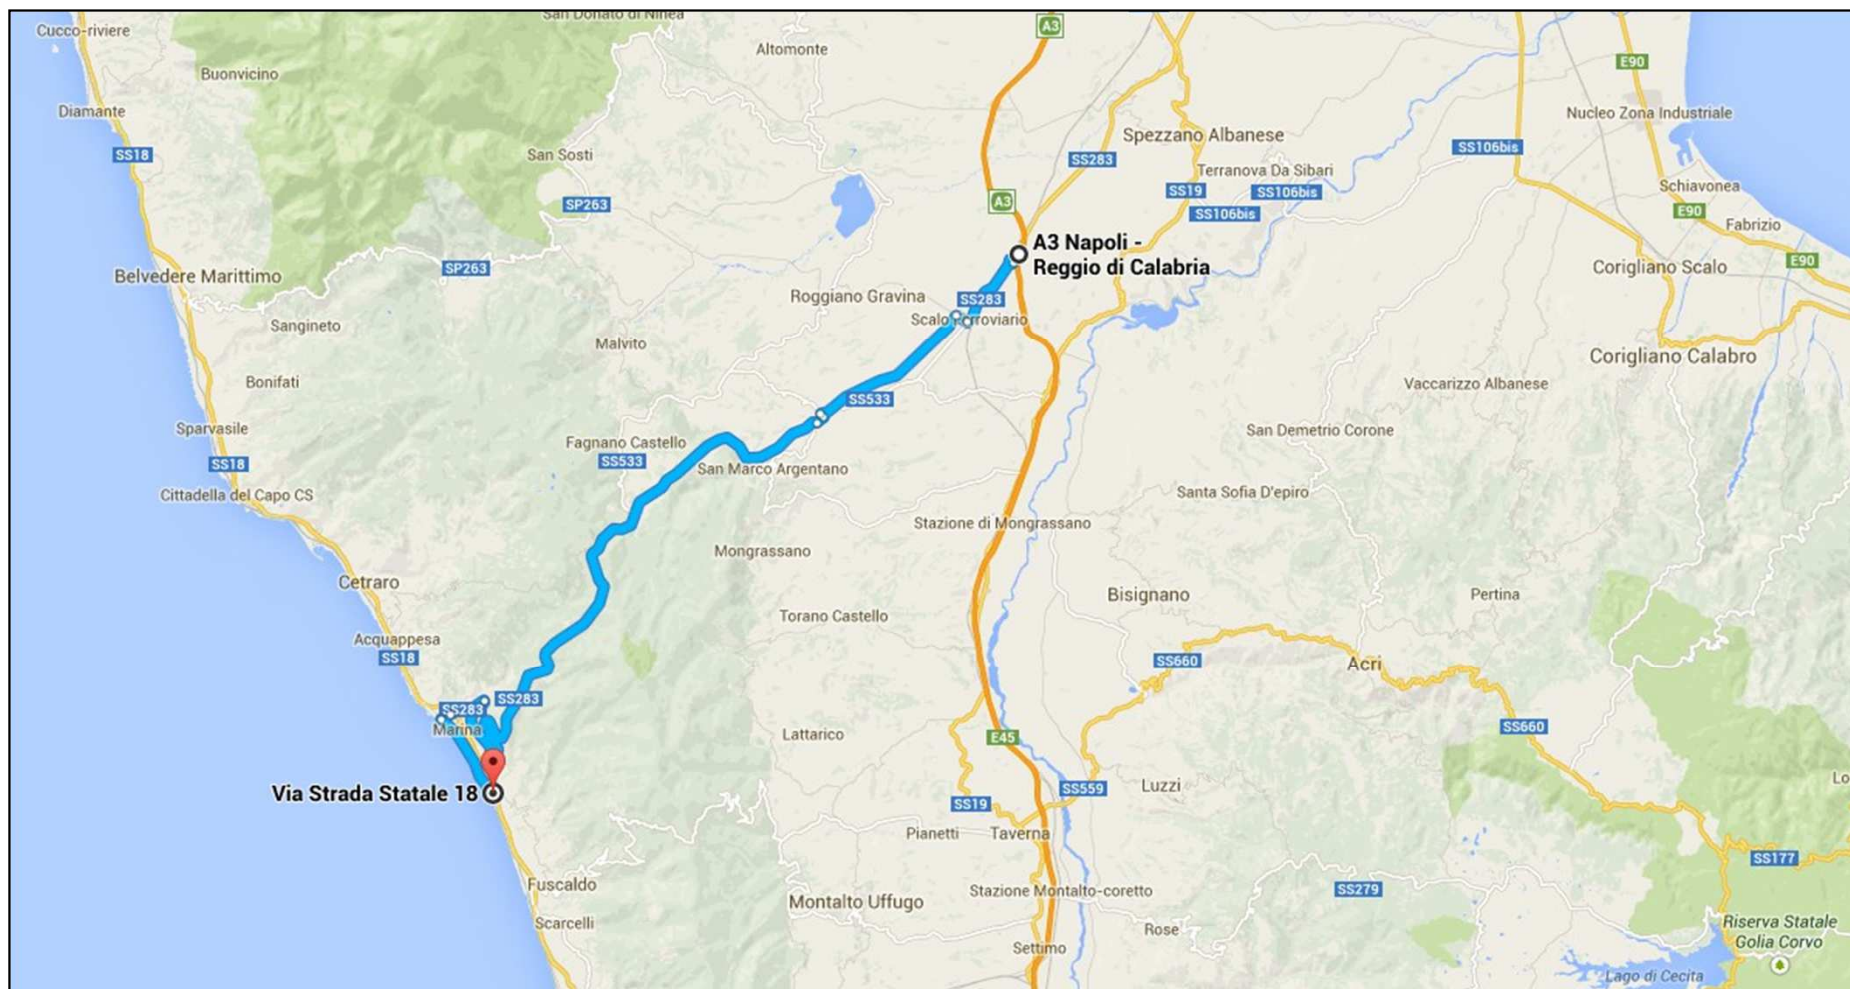 San Donato di Ninea
Cucco-riviere
A3
Altomonte
Buonvicino
E90
Diamante
Nucleo Zona Industriale
Spezzano Albanese
SS106bis
SS18
San Sosti
SS283
Terranova Da Sibari
SS19
SS106bis
Schiavonea
SP263
A3
SS106bis
E90
Fabrizio
A3 Napoli -
Reggio di Calabria
E90
Belvedere Marittimo
SP263
Corigliano Scalo
Roggiano Gravina
SS283
Sangineto
Scalo Ferroviario
Malvito
Corigliano Calabro
Bonifati
Vaccarizzo Albanese
SS533
Sparvasile
Fagnano Castello
San Demetrio Corone
SS18
SS533
San Marco Argentano
Cittadella del Capo CS
Santa Sofia D'epiro
Stazione di Mongrassano
Mongrassano
Cetraro
Bisignano
Pertina
Torano Castello
Acquappesa
SS18
SS660
Acri
SS283
SS283
Marina
Lattarico
E45
SS660
Lo
Via Strada Statale 18
SS19
SS559
Luzzi
Pianetti
Taverna
SS177
Fuscaldo
Stazione Montalto-coretto
SS279
Montalto Uffugo
Scarcelli
Rose
Riserva Statale
Golia Corvo
Settimo
Lago di Cecita